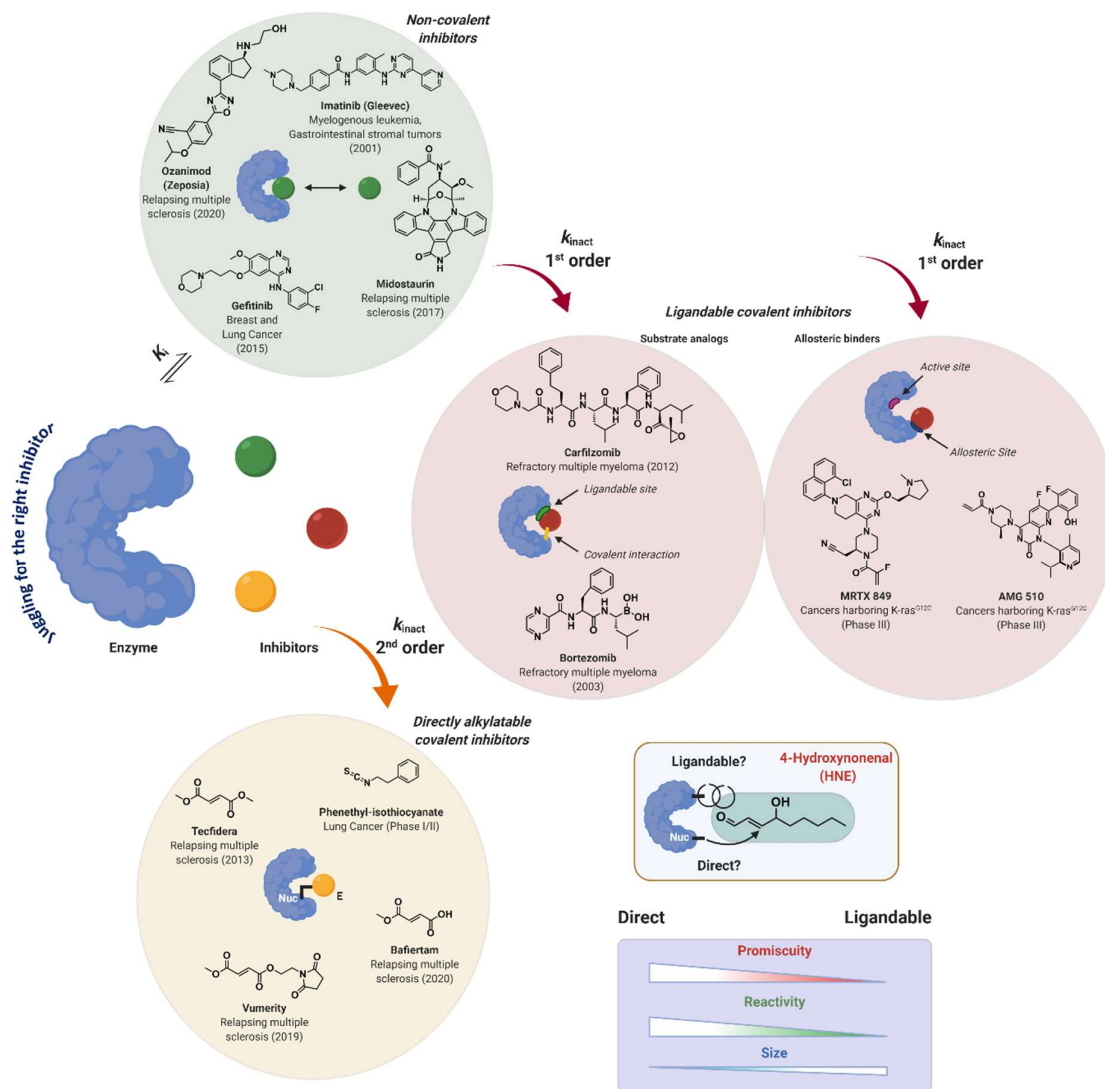 Non-covalent
inhibitors
OH
HN
N
N
O
N
O
Ozanimod
(Zeposia)
Relapsing multiple
sclerosis (2020)
Imatinib (Gleevec)
Myelogenous leukemia,
Gastrointestinal stromal tumors
(2001)
Gefitinib
Breast and
Lung Cancer
(2015)
Midostaurin
Relapsing multiple
sclerosis (2017)
Ki
kinact
1st order
kinact
1st order
Ligandable covalent inhibitors
Substrate analogs
Allosteric binders
Carfilzomib
Refractory multiple myeloma (2012)
Ligandable site
Covalent interaction
Bortezomib
Refractory multiple myeloma
(2003)
Active site
Allosteric Site
MRTX 849
Cancers harboring K-rasG12C
(Phase III)
AMG 510
Cancers harboring K-rasG12C
(Phase III)
Juggling for the right inhibitor
Enzyme
Inhibitors
kinact
2nd order
Directly alkylatable
covalent inhibitors
Tecfidera
Relapsing multiple
sclerosis (2013)
Phenethyl-isothiocyanate
Lung Cancer (Phase I/II)
Nuc
E
Bafiertam
Relapsing multiple
sclerosis (2020)
Vumerity
Relapsing multiple
sclerosis (2019)
Ligandable?
4-Hydroxynonenal
(HNE)
OH
O
Nuc
Direct?
Direct
Ligandable
Promiscuity
Reactivity
Size